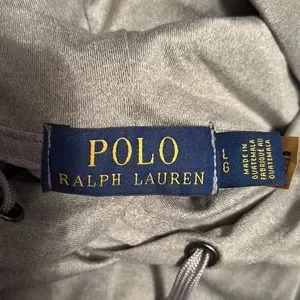 POLO
RALPH LAUREN
L
G
MADE IN
GUATEMALA
FABRIQUÉ AU
GUATEMALA